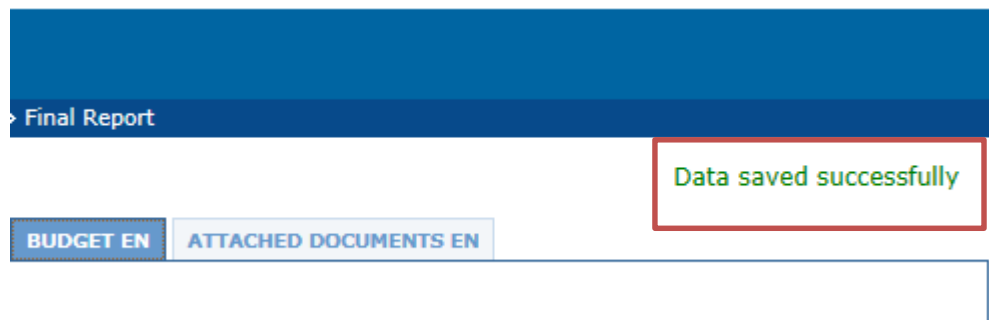 > Final Report
Data saved successfully
BUDGET EN
ATTACHED DOCUMENTS EN